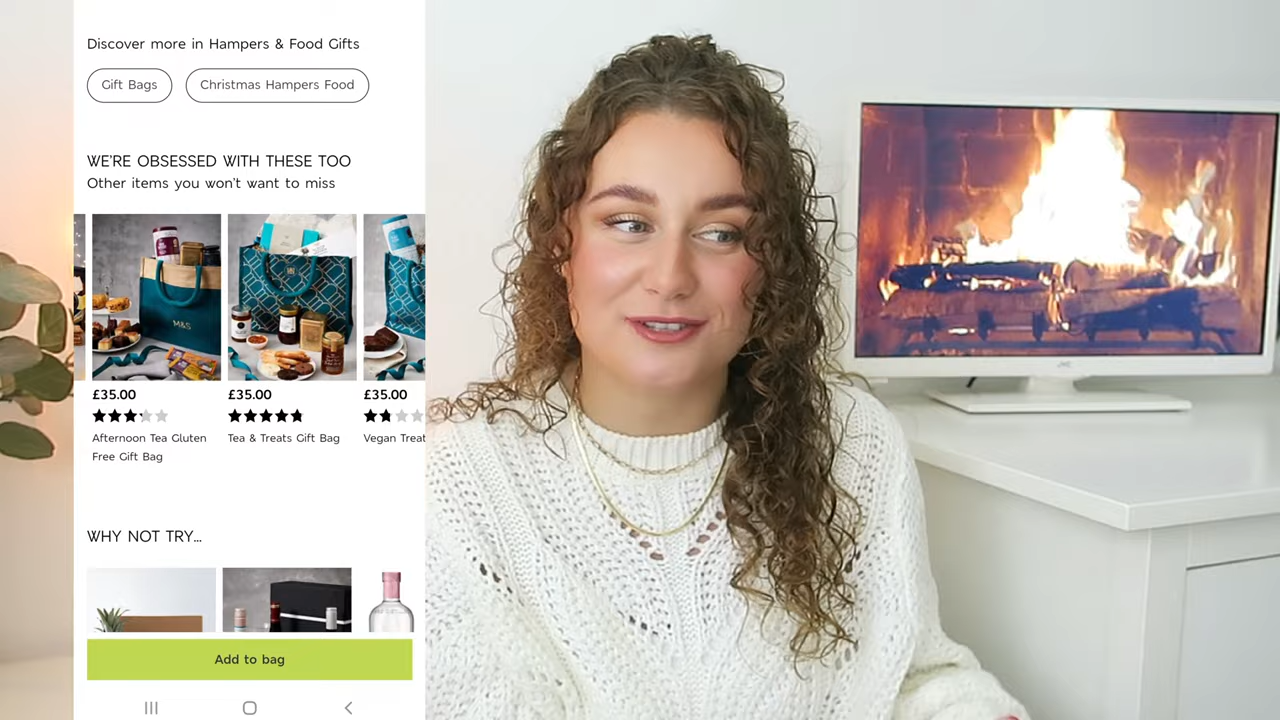 Discover more in Hampers & Food Gifts
Gift Bags
Christmas Hampers Food
WE'RE OBSESSED WITH THESE TOO
Other items you won't want to miss
M&S
£35.00
£35.00
£35.00
Afternoon Tea Gluten
Free Gift Bag
Tea & Treats Gift Bag
Vegan Treat
WHY NOT TRY...
Add to bag
JVC